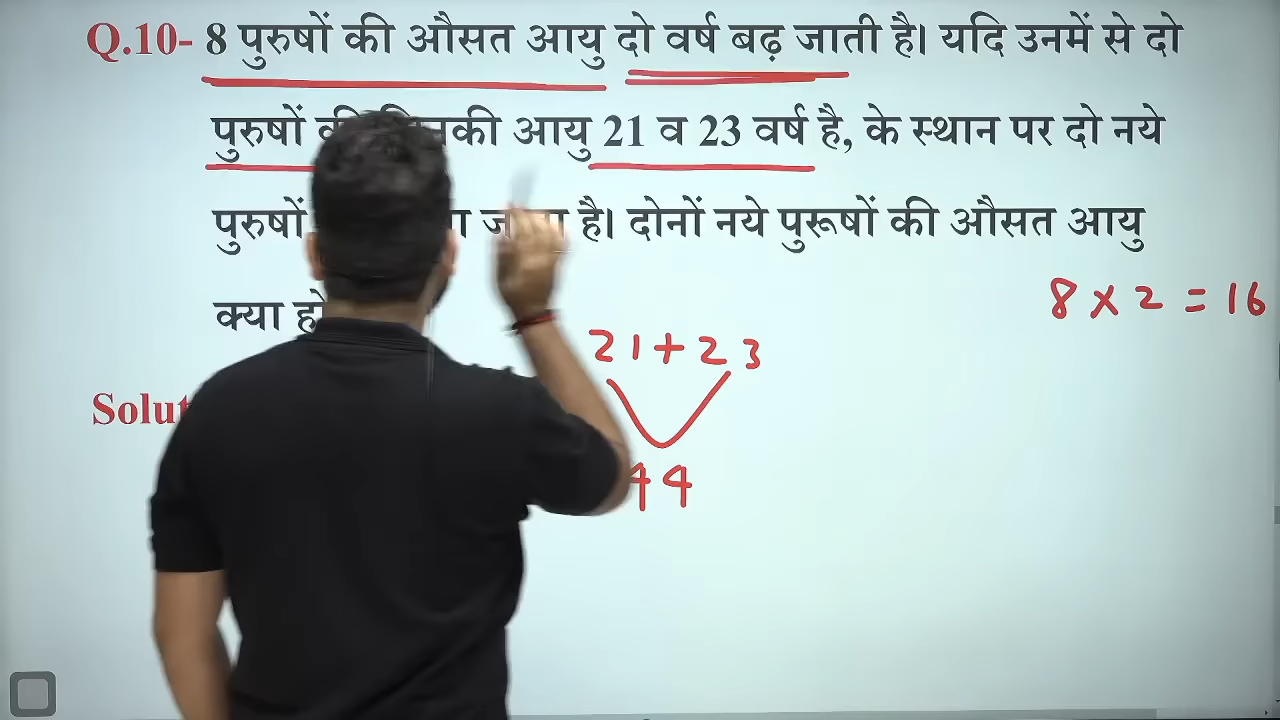 Q.10- 8 पुरुषों की औसत आयु दो वर्ष बढ़ जाती है। यदि उनमें से दो
पुरुषों की आयु 21 व 23 वर्ष है, के स्थान पर दो नये
पुरुषों है। दोनों नये पुरूषों की औसत आयु
क्या
8 × 2 = 16
21 + 23
44